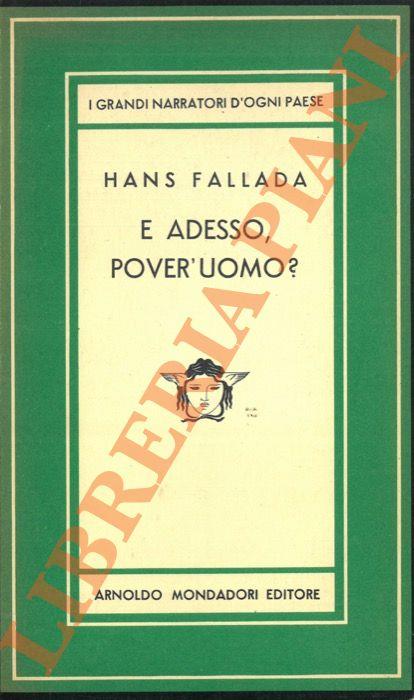 I GRANDI NARRATORI D'OGNI PAESE
HANS FALLADA
E ADESSO,
POVER'UOMO?
ARNOLDO MONDADORI EDITORE
LIBRERIA PIANI